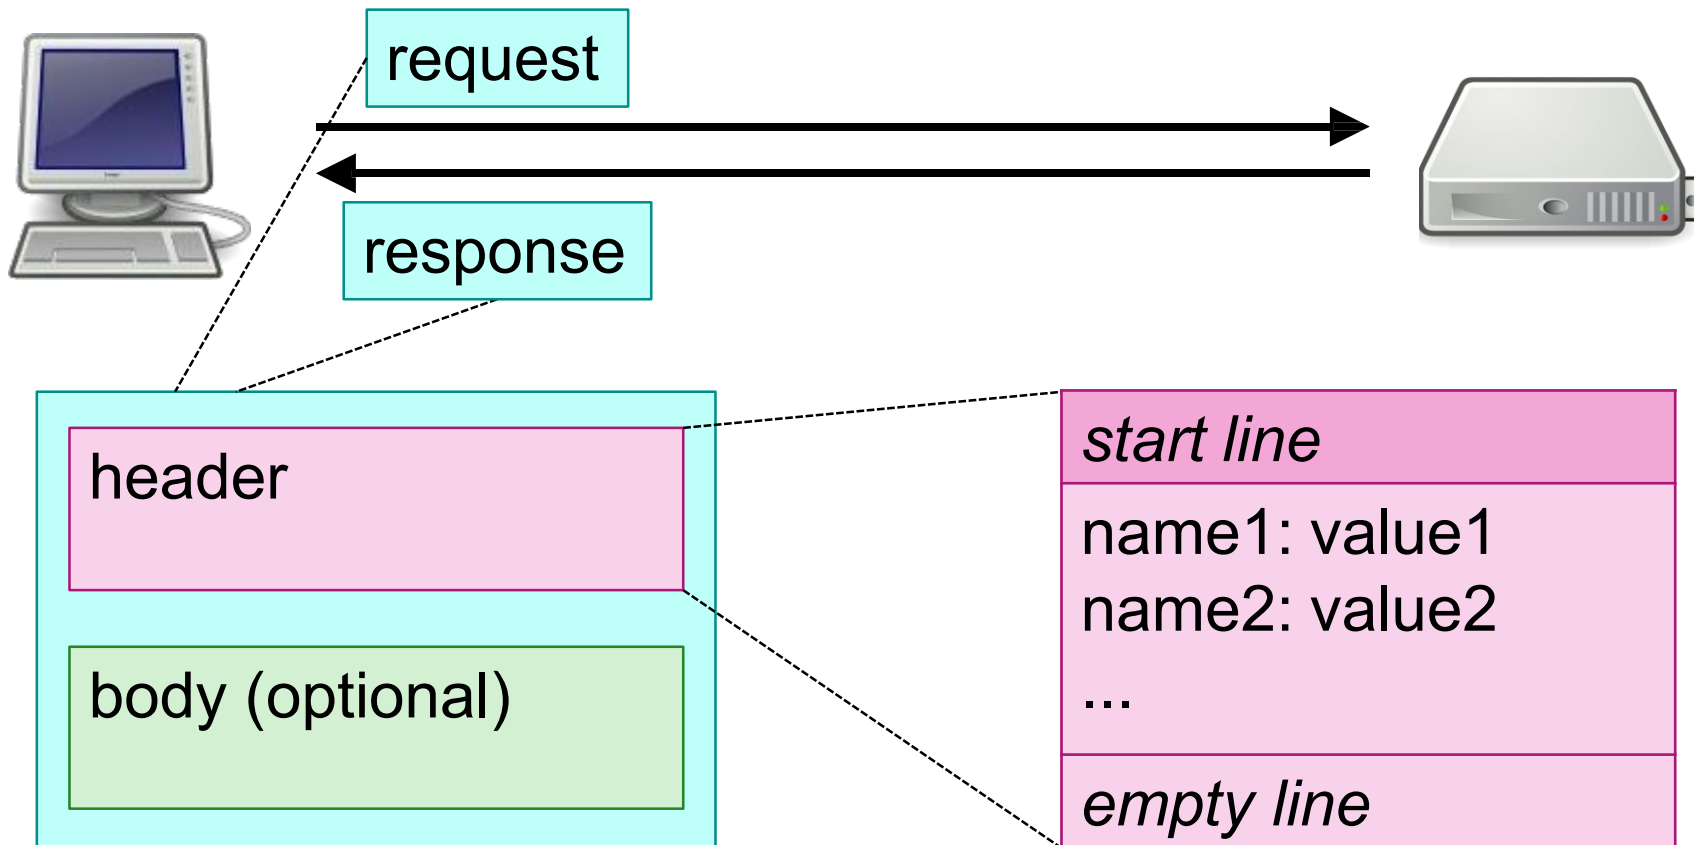 request
response
header
body (optional)
start line
name1: value1
name2: value2
...
empty line